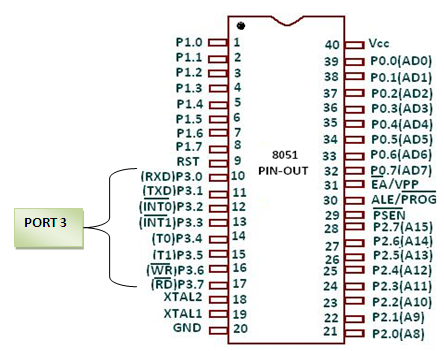 P1.0 1
P1.1 2
P1.2 3
P1.3 4
P1.4 5
P1.5 6
P1.6 7
P1.7 8
RST 9
(RXD)P3.0 10
(TXD)P3.1 11
(INT0)P3.2 12
(INT1)P3.3 13
(T0)P3.4 14
(T1)P3.5 15
(WR)P3.6 16
(RD)P3.7 17
XTAL2 18
XTAL1 19
GND 20
PORT 3
8051
PIN-OUT
40 Vcc
39 P0.0(AD0)
38 P0.1(AD1)
37 P0.2(AD2)
36 P0.3(AD3)
35 P0.4(AD4)
34 P0.5(AD5)
33 P0.6(AD6)
32 P0.7(AD7)
31 EA/VPP
30 ALE/PROG
29 PSEN
28 P2.7(A15)
27 P2.6(A14)
26 P2.5(A13)
25 P2.4(A12)
24 P2.3(A11)
23 P2.2(A10)
22 P2.1(A9)
21 P2.0(A8)